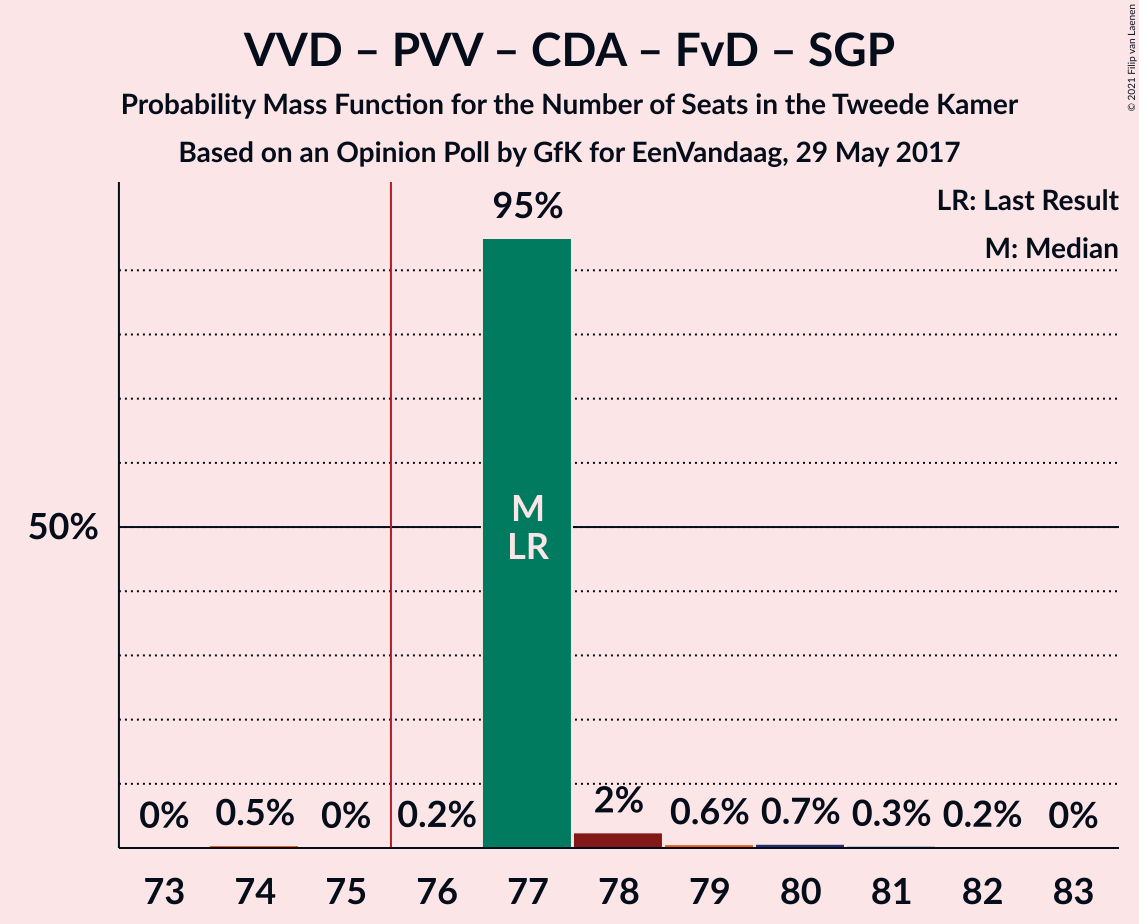 VVD – PVV – CDA – FvD – SGP
Probability Mass Function for the Number of Seats in the Tweede Kamer
Based on an Opinion Poll by GfK for EenVandaag, 29 May 2017
© 2021 Filip van Laenen
LR: Last Result
M: Median
95%
50%
M
LR
0%
0.5%
0%
0.2%
2%
0.6%
0.7%
0.3%
0.2%
0%
73 74 75 76 77 78 79 80 81 82 83